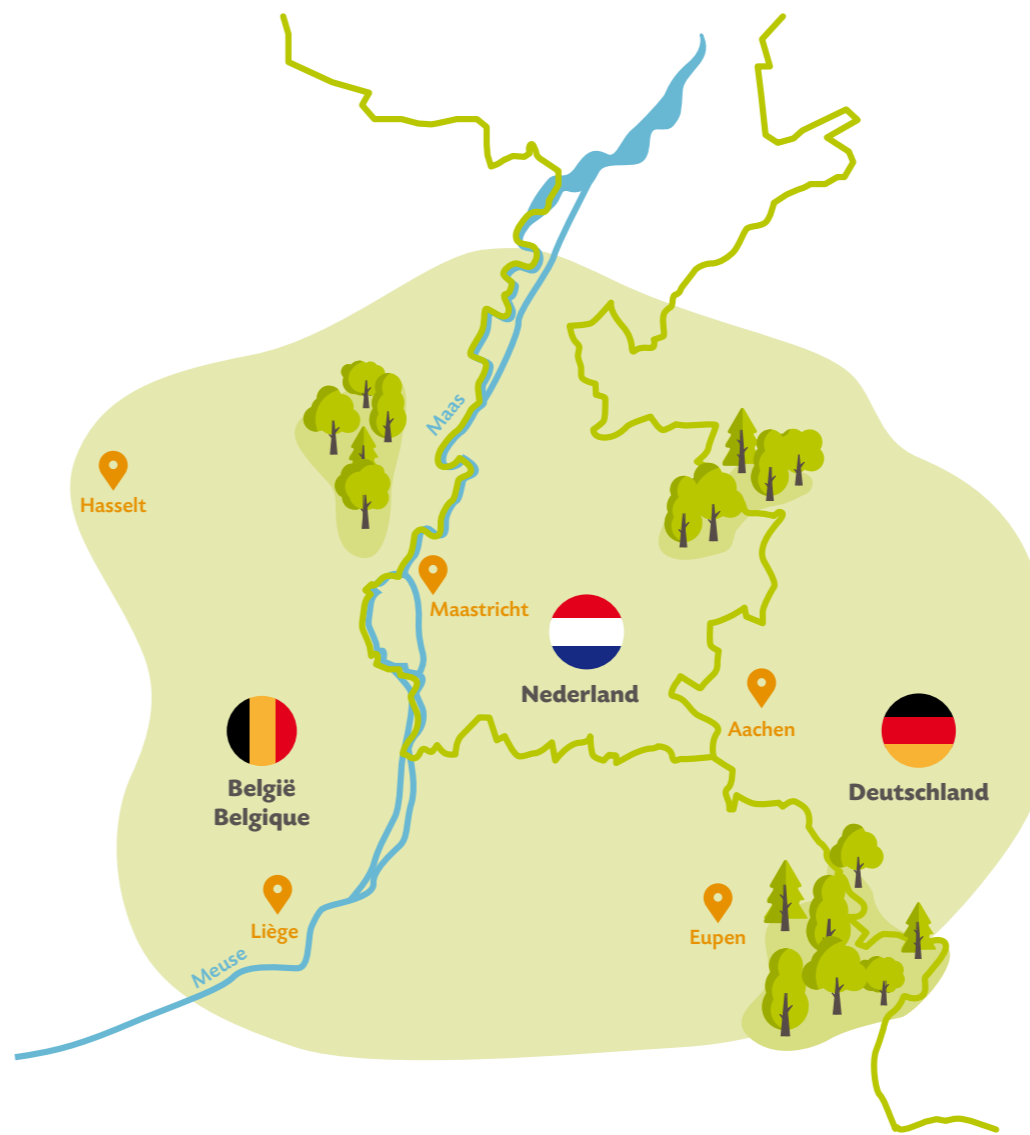 Maas
Hasselt
Maastricht
Nederland
Aachen
België
Belgique
Deutschland
Liège
Eupen
Meuse